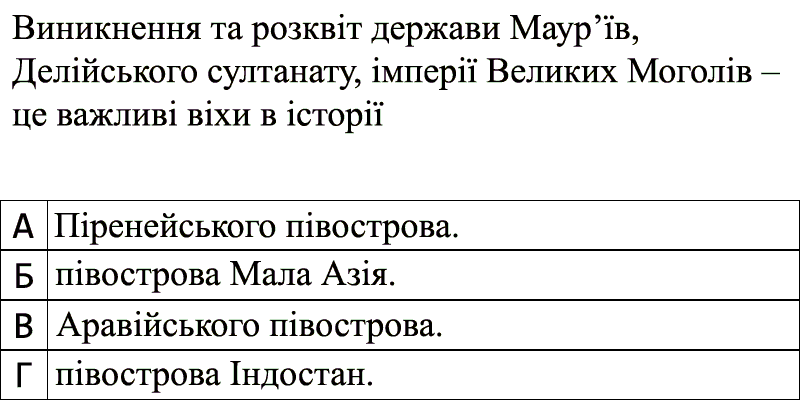 Виникнення та розквіт держави Маур’їв,
Делійського султанату, імперії Великих Моголів –
це важливі віхи в історії
А Піренейського півострова.
Б півострова Мала Азія.
В Аравійського півострова.
Г півострова Індостан.